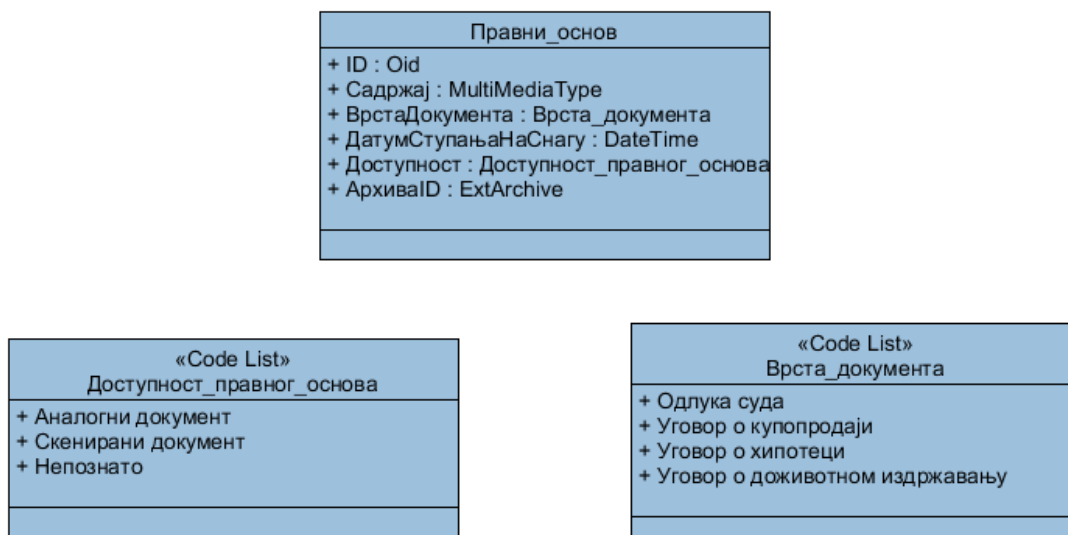 Правни_основ
+ ID : Oid
+ Садржај : MultiMediaType
+ ВрстаДокумента : Врста_документа
+ ДатумСтупањаНаСнагу : DateTime
+ Доступност : Доступност_правног_основа
+ АрхиваID : ExtArchive
«Code List»
Доступност_правног_основа
+ Аналогни документ
+ Скенирани документ
+ Непознато
«Code List»
Врста_документа
+ Одлука суда
+ Уговор о купопродаји
+ Уговор о хипотеци
+ Уговор о доживотном издржавању